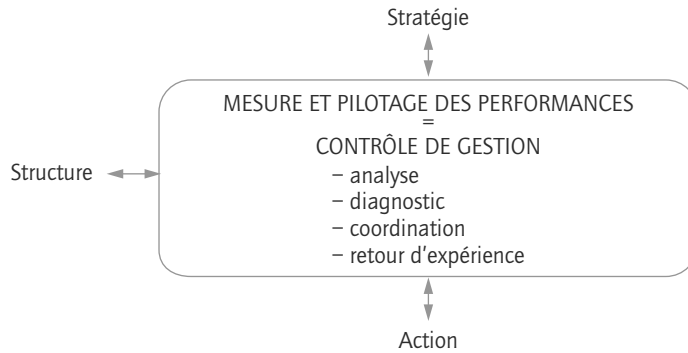 Stratégie
MESURE ET PILOTAGE DES PERFORMANCES
=
CONTRÔLE DE GESTION
Structure
– analyse
– diagnostic
– coordination
– retour d’expérience
Action